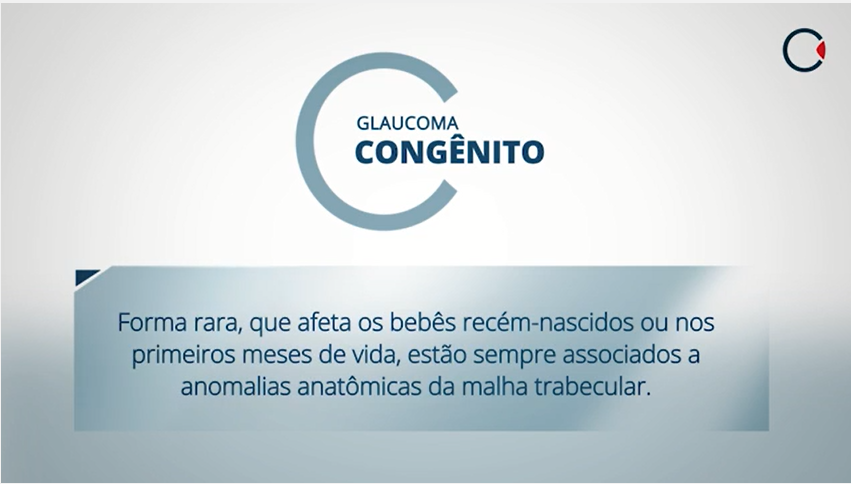 GLAUCOMA
CONGÊNITO
Forma rara, que afeta os bebês recém-nascidos ou nos
primeiros meses de vida, estão sempre associados a
anomalias anatômicas da malha trabecular.